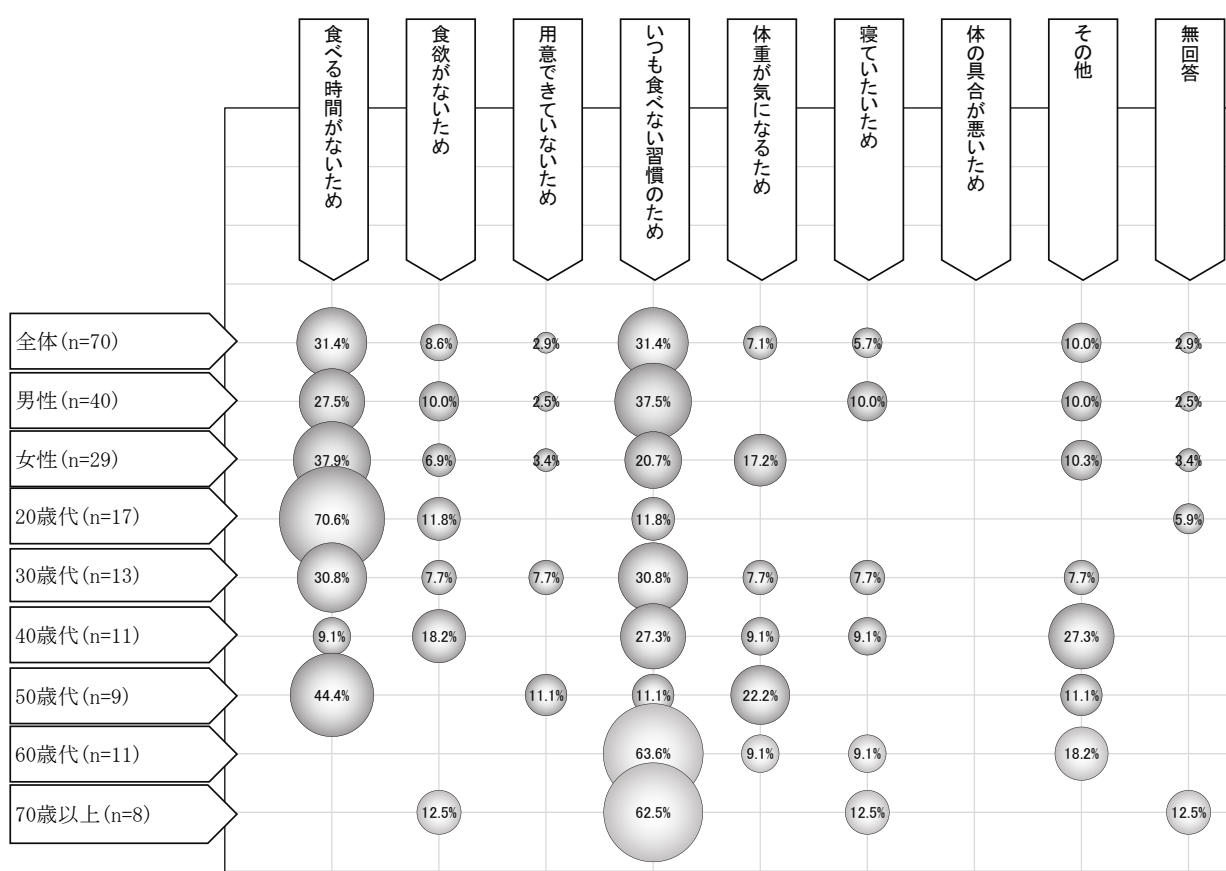 食べる時間がないため
食欲がないため
用意できていないため
いつも食べない習慣のため
体重が気になるため
寝ていたいため
体の具合が悪いため
その他
無回答
全体(n=70)
31.4%
8.6%
2.9%
31.4%
7.1%
5.7%
10.0%
2.9%
男性(n=40)
27.5%
10.0%
2.5%
37.5%
10.0%
10.0%
2.5%
女性(n=29)
37.9%
6.9%
3.4%
20.7%
17.2%
10.3%
3.4%
20歳代(n=17)
70.6%
11.8%
11.8%
5.9%
30歳代(n=13)
30.8%
7.7%
7.7%
30.8%
7.7%
7.7%
7.7%
40歳代(n=11)
9.1%
18.2%
27.3%
9.1%
9.1%
27.3%
50歳代(n=9)
44.4%
11.1%
11.1%
22.2%
11.1%
60歳代(n=11)
63.6%
9.1%
9.1%
18.2%
70歳以上(n=8)
12.5%
62.5%
12.5%
12.5%